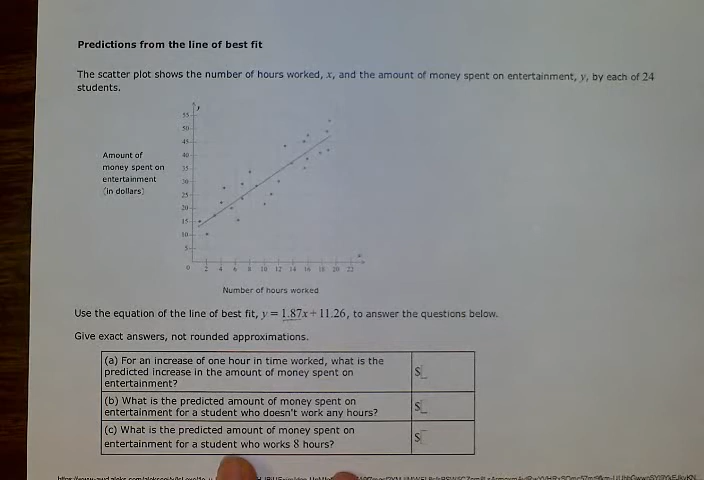 Predictions from the line of best fit
The scatter plot shows the number of hours worked, x, and the amount of money spent on entertainment, y, by each of 24
students.
y
55
50
45
Amount of
money spent on
entertainment
(in dollars)
40
35
30
25
20
15
10
5
x
0 2 4 6 8 10 12 14 16 18 20 22
Number of hours worked
Use the equation of the line of best fit, y = 1.87x + 11.26, to answer the questions below.
Give exact answers, not rounded approximations.
(a) For an increase of one hour in time worked, what is the
predicted increase in the amount of money spent on
entertainment?
$
(b) What is the predicted amount of money spent on
entertainment for a student who doesn't work any hours?
$
(c) What is the predicted amount of money spent on
entertainment for a student who works 8 hours?
$